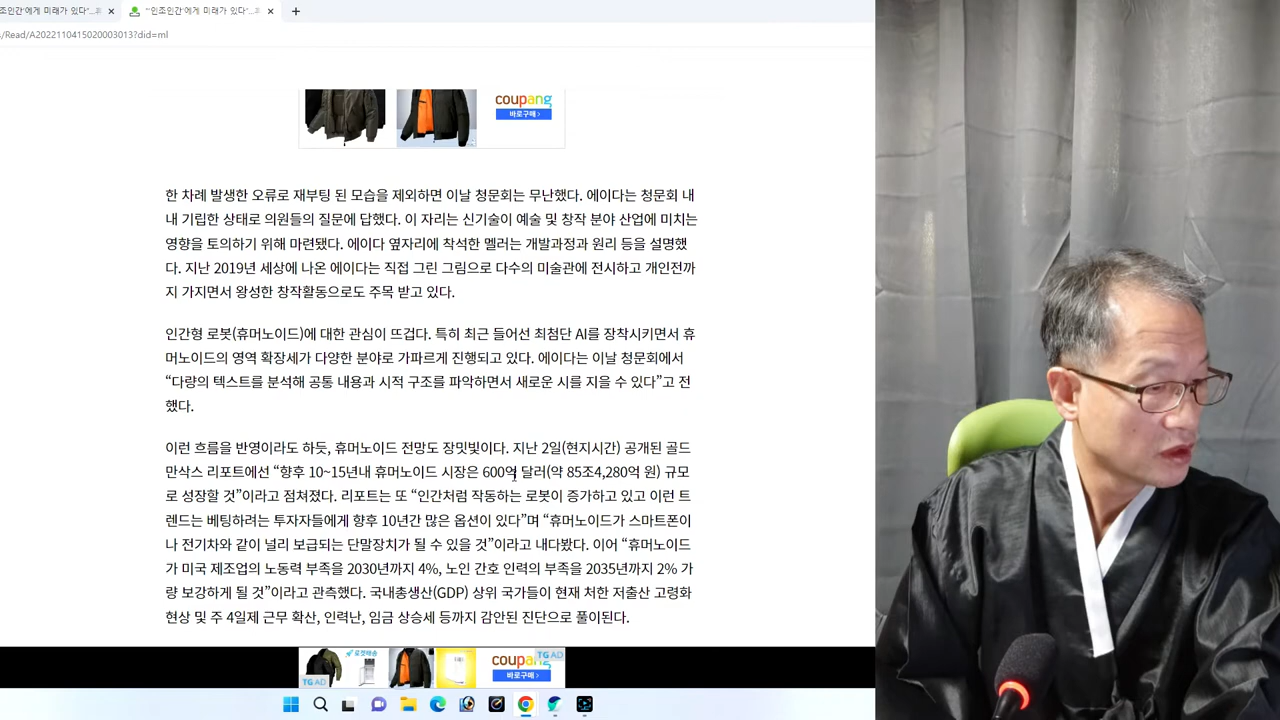 조인간'에게 미래가 있다"...
"'인조인간'에게 미래가 있다"...
/Read/A2022110415020003013?did=ml
coupang
바로구매 >
한 차례 발생한 오류로 재부팅 된 모습을 제외하면 이날 청문회는 무난했다. 에이다는 청문회 내
내 기립한 상태로 의원들의 질문에 답했다. 이 자리는 신기술이 예술 및 창작 분야 산업에 미치는
영향을 토의하기 위해 마련됐다. 에이다 옆자리에 착석한 멜러는 개발과정과 원리 등을 설명했
다. 지난 2019년 세상에 나온 에이다는 직접 그린 그림으로 다수의 미술관에 전시하고 개인전까
지 가지면서 왕성한 창작활동으로도 주목 받고 있다.
인간형 로봇(휴머노이드)에 대한 관심이 뜨겁다. 특히 최근 들어선 최첨단 AI를 장착시키면서 휴
머노이드의 영역 확장세가 다양한 분야로 가파르게 진행되고 있다. 에이다는 이날 청문회에서
“다량의 텍스트를 분석해 공통 내용과 시적 구조를 파악하면서 새로운 시를 지을 수 있다”고 전
했다.
이런 흐름을 반영이라도 하듯, 휴머노이드 전망도 장밋빛이다. 지난 2일(현지시간) 공개된 골드
만삭스 리포트에선 “향후 10~15년내 휴머노이드 시장은 600억 달러(약 85조4,280억 원) 규모
로 성장할 것”이라고 점쳐졌다. 리포트는 또 “인간처럼 작동하는 로봇이 증가하고 있고 이런 트
렌드는 베팅하려는 투자자들에게 향후 10년간 많은 옵션이 있다”며 “휴머노이드가 스마트폰이
나 전기차와 같이 널리 보급되는 단말장치가 될 수 있을 것”이라고 내다봤다. 이어 “휴머노이드
가 미국 제조업의 노동력 부족을 2030년까지 4%, 노인 간호 인력의 부족을 2035년까지 2% 가
량 보강하게 될 것”이라고 관측했다. 국내총생산(GDP) 상위 국가들이 현재 처한 저출산 고령화
현상 및 주 4일제 근무 확산, 인력난, 임금 상승세 등까지 감안된 진단으로 풀이된다.
로켓배송
coupang
TG AD
바로구매 >
TG AD